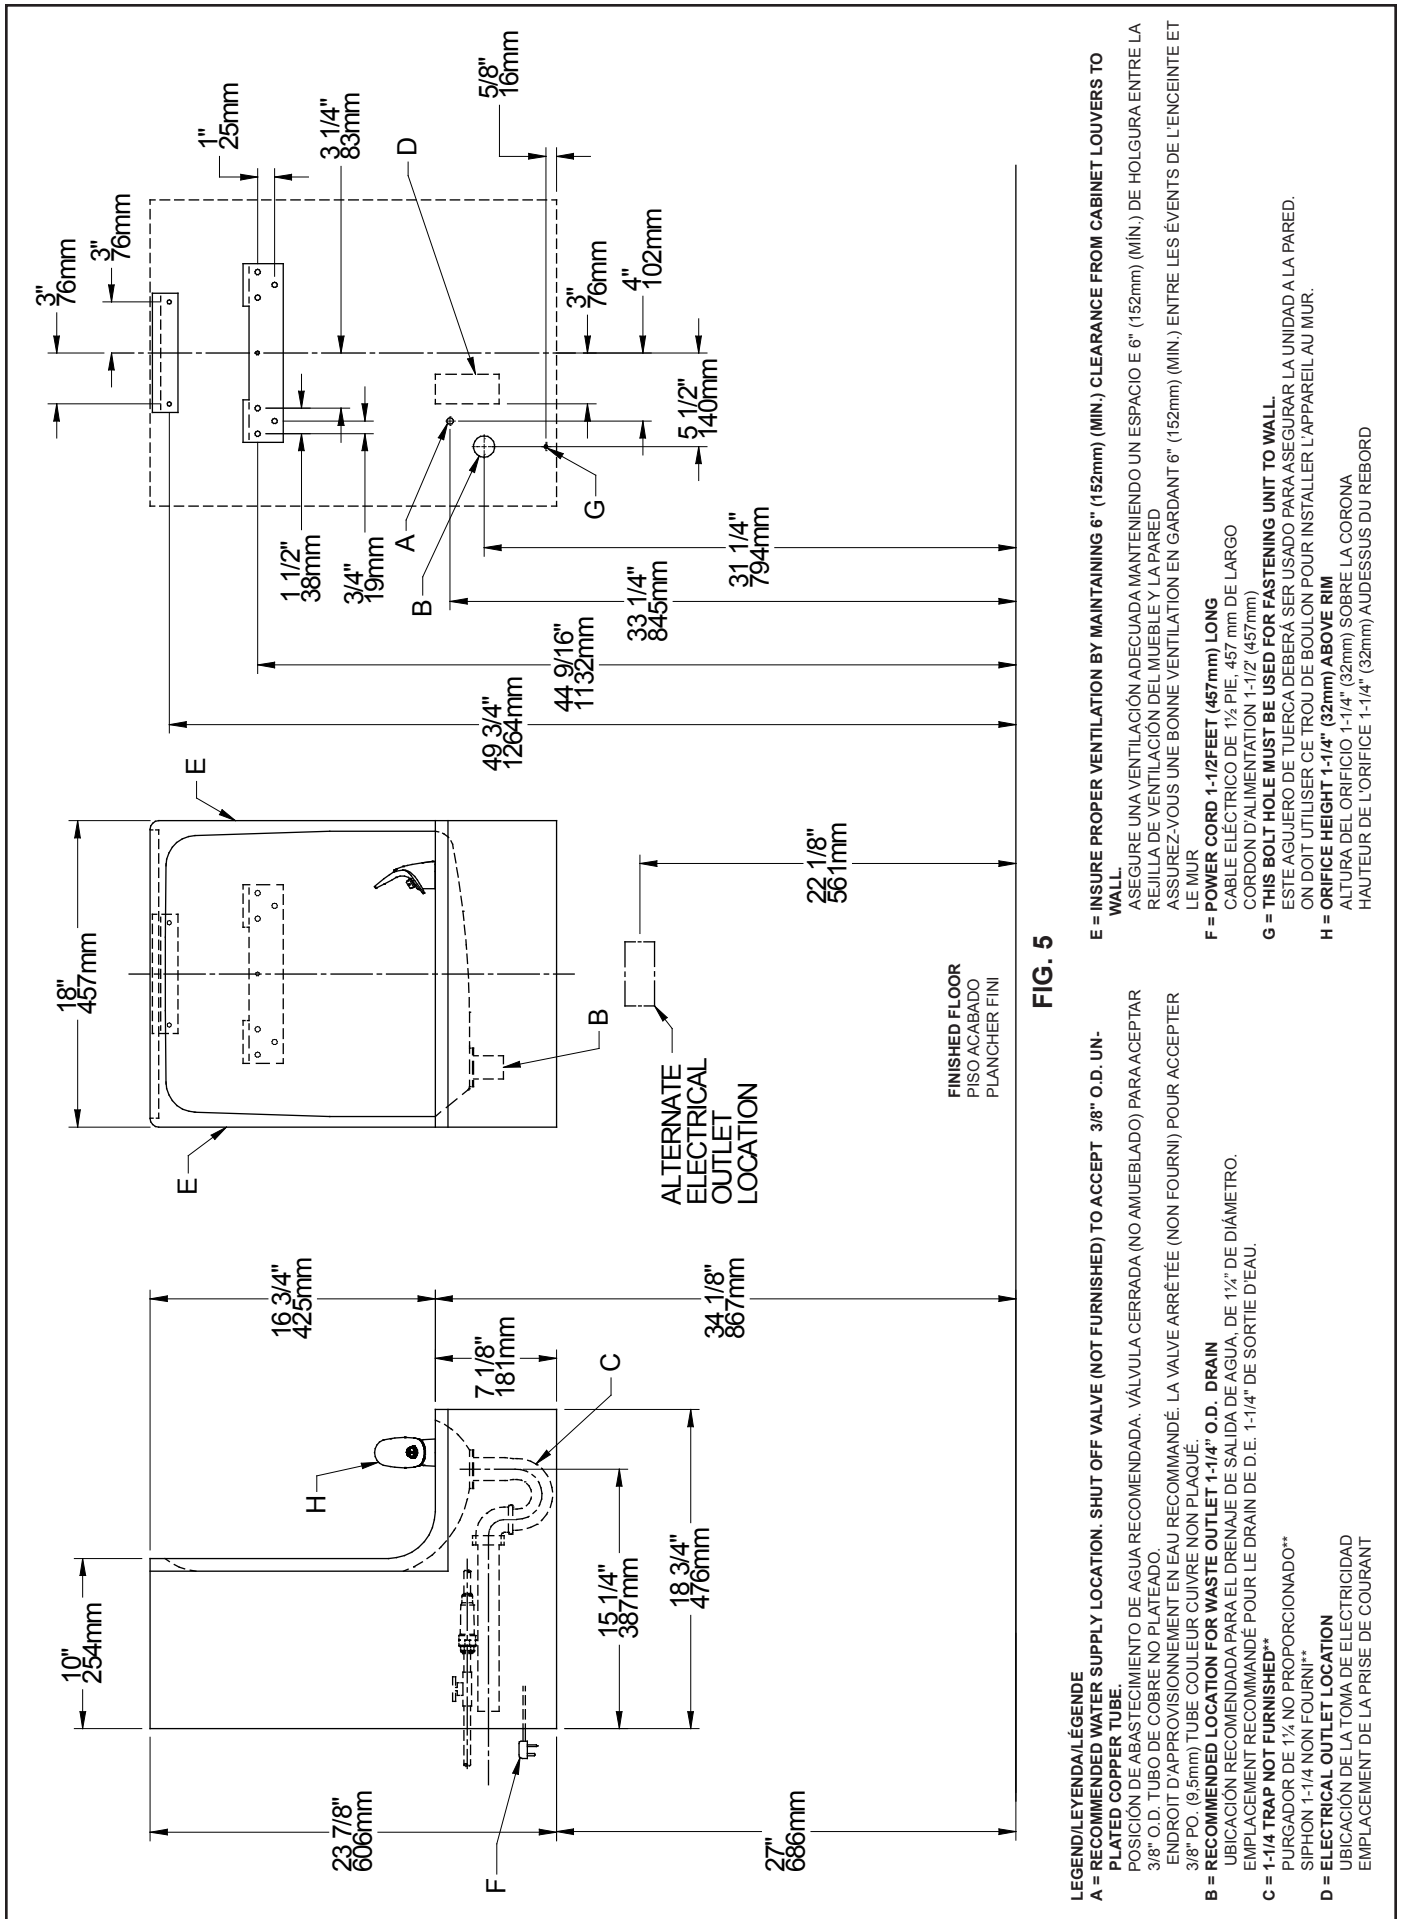 10"
254mm
23 7/8"
606mm
27"
686mm
F
H
15 1/4"
387mm
18 3/4"
476mm
C
7 1/8"
181mm
16 3/4"
425mm
34 1/8"
867mm
18"
457mm
E
E
B
ALTERNATE
ELECTRICAL
OUTLET
LOCATION
22 1/8"
561mm
FINISHED FLOOR
PISO ACABADO
PLANCHER FINI
49 3/4"
1264mm
44 9/16"
1132mm
33 1/4"
845mm
31 1/4"
794mm
3"
76mm
3"
76mm
1"
25mm
3 1/4"
83mm
1 1/2"
38mm
3/4"
19mm
A
B
G
D
5/8"
16mm
3"
76mm
4"
102mm
5 1/2"
140mm
FIG. 5
LEGEND/LEYENDA/LÉGENDE
A = RECOMMENDED WATER SUPPLY LOCATION. SHUT OFF VALVE (NOT FURNISHED) TO ACCEPT 3/8" O.D. UN-
PLATED COPPER TUBE.
POSICIÓN DE ABASTECIMIENTO DE AGUA RECOMENDADA. VÁLVULA CERRADA (NO AMUEBLADO) PARA ACEPTAR
3/8" O.D. TUBO DE COBRE NO PLATEADO.
ENDROIT D'APPROVISIONNEMENT EN EAU RECOMMANDÉ. LA VALVE ARRÊTÉE (NON FOURNI) POUR ACCEPTER
3/8" PO. (9,5mm) TUBE COULEUR CUIVRE NON PLAQUÉ.
B = RECOMMENDED LOCATION FOR WASTE OUTLET 1-1/4" O.D. DRAIN
UBICACIÓN RECOMENDADA PARA EL DRENAJE DE SALIDA DE AGUA, DE 1¼" DE DIÁMETRO.
EMPLACEMENT RECOMMANDÉ POUR LE DRAIN DE D.E. 1-1/4" DE SORTIE D'EAU.
C = 1-1/4 TRAP NOT FURNISHED**
PURGADOR DE 1¼ NO PROPORCIONADO**
SIPHON 1-1/4 NON FOURNI**
D = ELECTRICAL OUTLET LOCATION
UBICACIÓN DE LA TOMA DE ELECTRICIDAD
EMPLACEMENT DE LA PRISE DE COURANT
E = INSURE PROPER VENTILATION BY MAINTAINING 6" (152mm) (MIN.) CLEARANCE FROM CABINET LOUVERS TO
WALL.
ASEGURE UNA VENTILACIÓN ADECUADA MANTENIENDO UN ESPACIO E 6" (152mm) (MÍN.) DE HOLGURA ENTRE LA
REJILLA DE VENTILACIÓN DEL MUEBLE Y LA PARED
ASSUREZ-VOUS UNE BONNE VENTILATION EN GARDANT 6" (152mm) (MIN.) ENTRE LES ÉVENTS DE L'ENCEINTE ET
LE MUR
F = POWER CORD 1-1/2FEET (457mm) LONG
CABLE ELÉCTRICO DE 1½ PIE, 457 mm DE LARGO
CORDON D'ALIMENTATION 1-1/2' (457mm)
G = THIS BOLT HOLE MUST BE USED FOR FASTENING UNIT TO WALL.
ESTE AGUJERO DE TUERCA DEBERÁ SER USADO PARA ASEGURAR LA UNIDAD A LA PARED.
ON DOIT UTILISER CE TROU DE BOULON POUR INSTALLER L'APPAREIL AU MUR.
H = ORIFICE HEIGHT 1-1/4" (32mm) ABOVE RIM
ALTURA DEL ORIFICIO 1-1/4" (32mm) SOBRE LA CORONA
HAUTEUR DE L'ORIFICE 1-1/4" (32mm) AUDESSUS DU REBORD